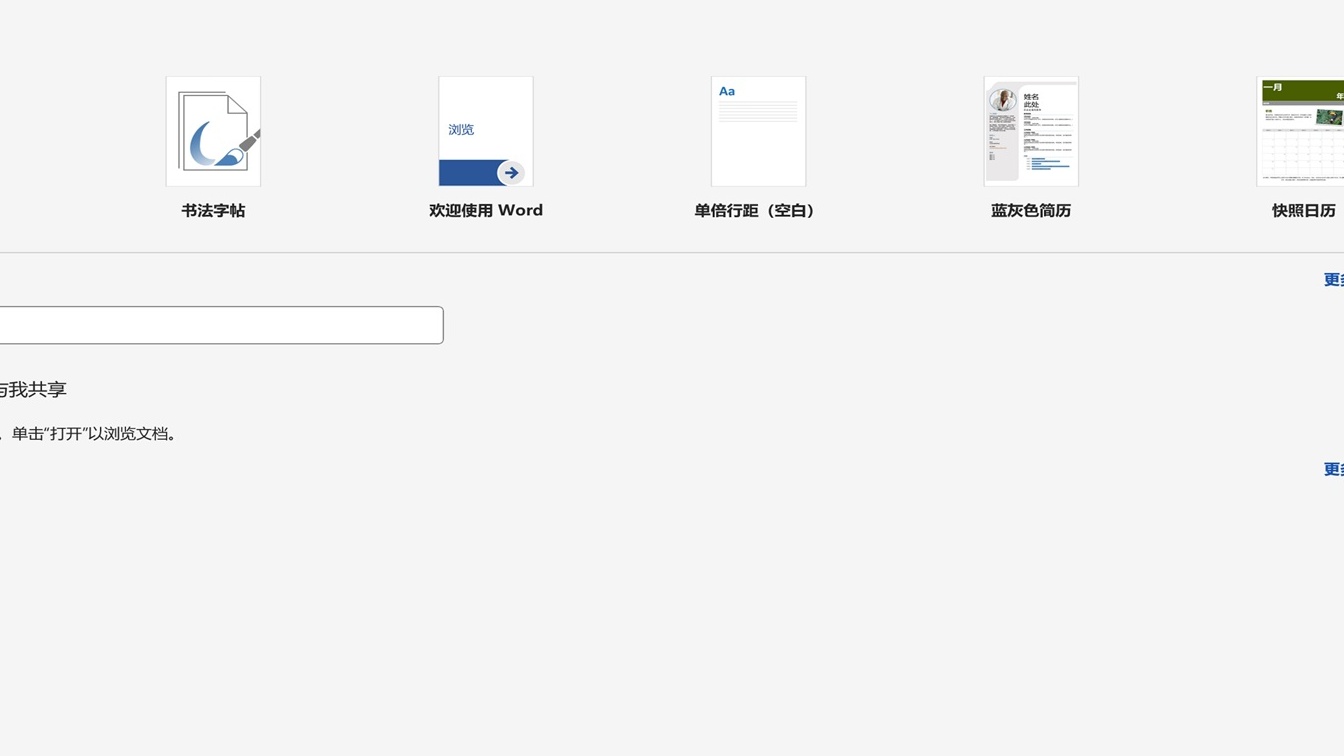 浏览
Aa
姓名
此处
一月
年
书法字帖
欢迎使用 Word
单倍行距（空白）
蓝灰色简历
快照日历
更多
与我共享
，单击“打开”以浏览文档。
更多